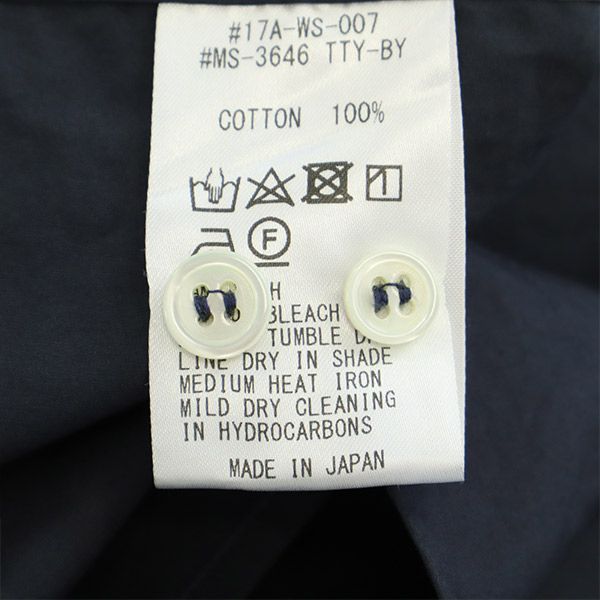 #17A-WS-007
#MS-3646 TTY-BY
COTTON 100%
F
BLEACH
TUMBLE
LINE DRY IN SHADE
MEDIUM HEAT IRON
MILD DRY CLEANING
IN HYDROCARBONS
MADE IN JAPAN